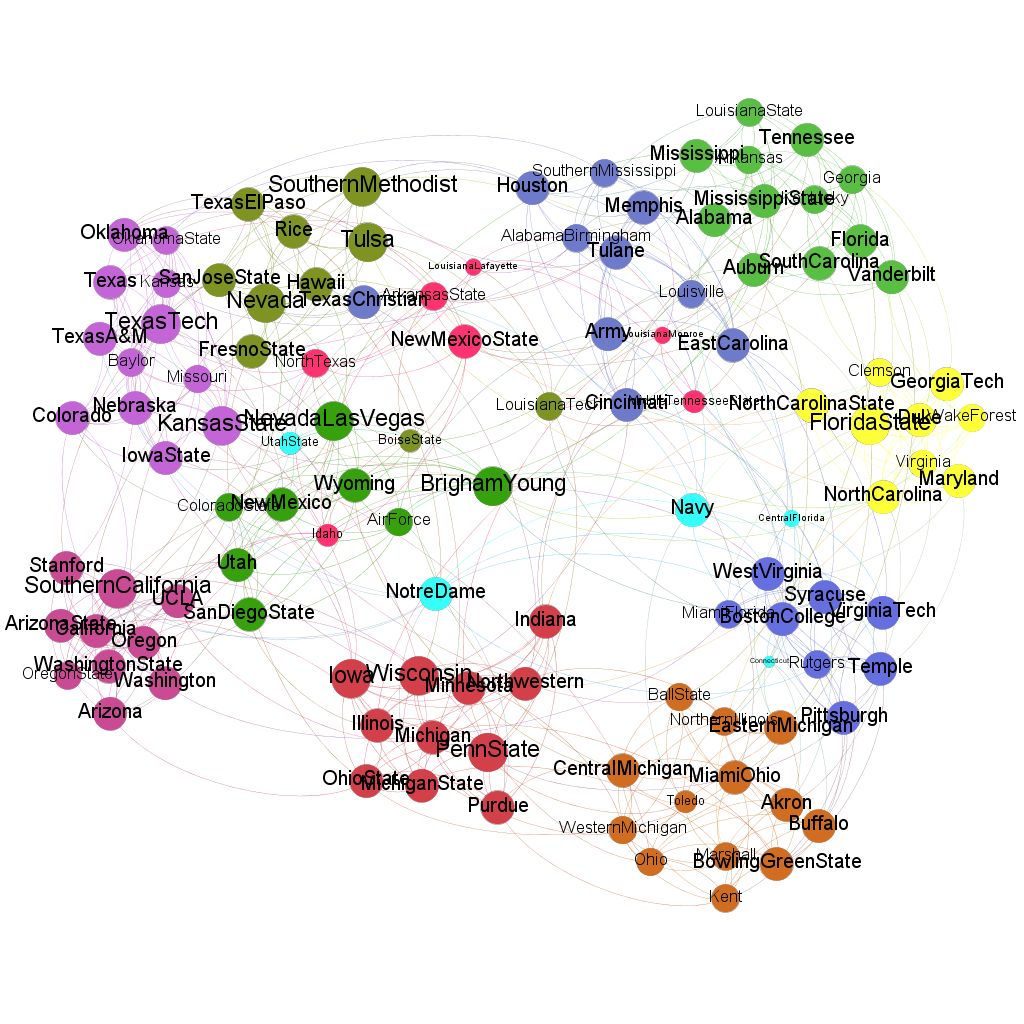 LouisianaState
Tennessee
Mississippi
Arkansas
SouthernMississippi
Georgia
SouthernMethodist
Houston
TexasElPaso
MississippiState
Kentucky
Memphis
Alabama
Rice
Oklahoma
OklahomaState
AlabamaBirmingham
Tulsa
Florida
Tulane
SouthCarolina
LouisianaLafayette
Auburn
Vanderbilt
Texas
Kansas
SanJoseState
Hawaii
Nevada
TexasChristian
ArkansasState
Louisville
TexasTech
TexasA&M
NewMexicoState
Army
LouisianaMonroe
EastCarolina
FresnoState
Baylor
NorthTexas
Clemson
Missouri
GeorgiaTech
Nebraska
LouisianaTech
Cincinnati
MiddleTennesseeState
NorthCarolinaState
Colorado
KansasState
NevadaLasVegas
FloridaState
Duke
WakeForest
UtahState
BoiseState
IowaState
Virginia
Maryland
Wyoming
BrighamYoung
NorthCarolina
ColoradoState
NewMexico
AirForce
Navy
CentralFlorida
Idaho
Stanford
Utah
WestVirginia
SouthernCalifornia
UCLA
NotreDame
Syracuse
SanDiegoState
MiamiFlorida
BostonCollege
VirginiaTech
Indiana
ArizonaState
California
Oregon
WashingtonState
OregonState
Washington
Connecticut
Rutgers
Temple
Iowa
Wisconsin
Minnesota
Northwestern
BallState
Arizona
Illinois
Michigan
NorthernIllinois
EasternMichigan
Pittsburgh
PennState
OhioState
MichiganState
CentralMichigan
MiamiOhio
Toledo
Akron
Purdue
WesternMichigan
Buffalo
Ohio
Marshall
BowlingGreenState
Kent